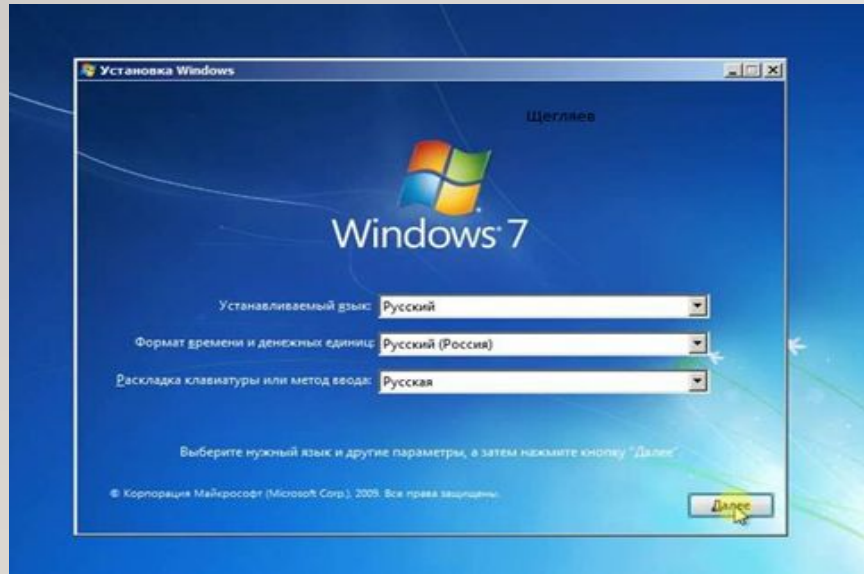 Установка Windows
Щегляев
Windows 7
Устанавливаемый язык: Русский
Формат времени и денежных единиц: Русский (Россия)
Раскладка клавиатуры или метод ввода: Русская
Выберите нужный язык и другие параметры, а затем нажмите кнопку "Далее"
© Корпорация Майкрософт (Microsoft Corp.), 2009. Все права защищены.
Далее